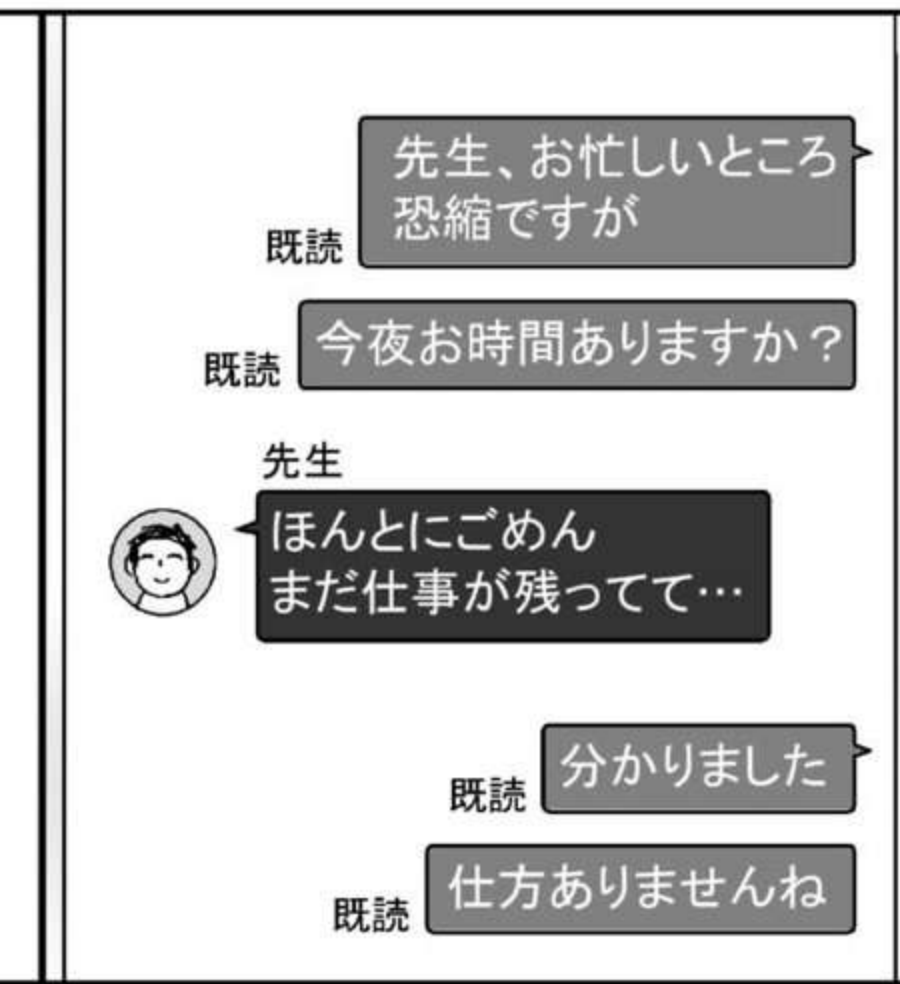 先生、お忙しいところ
恐縮ですが
既読
今夜お時間ありますか？
既読
先生
ほんとにごめん
まだ仕事が残ってて…
分かりました
既読
仕方ありませんね
既読